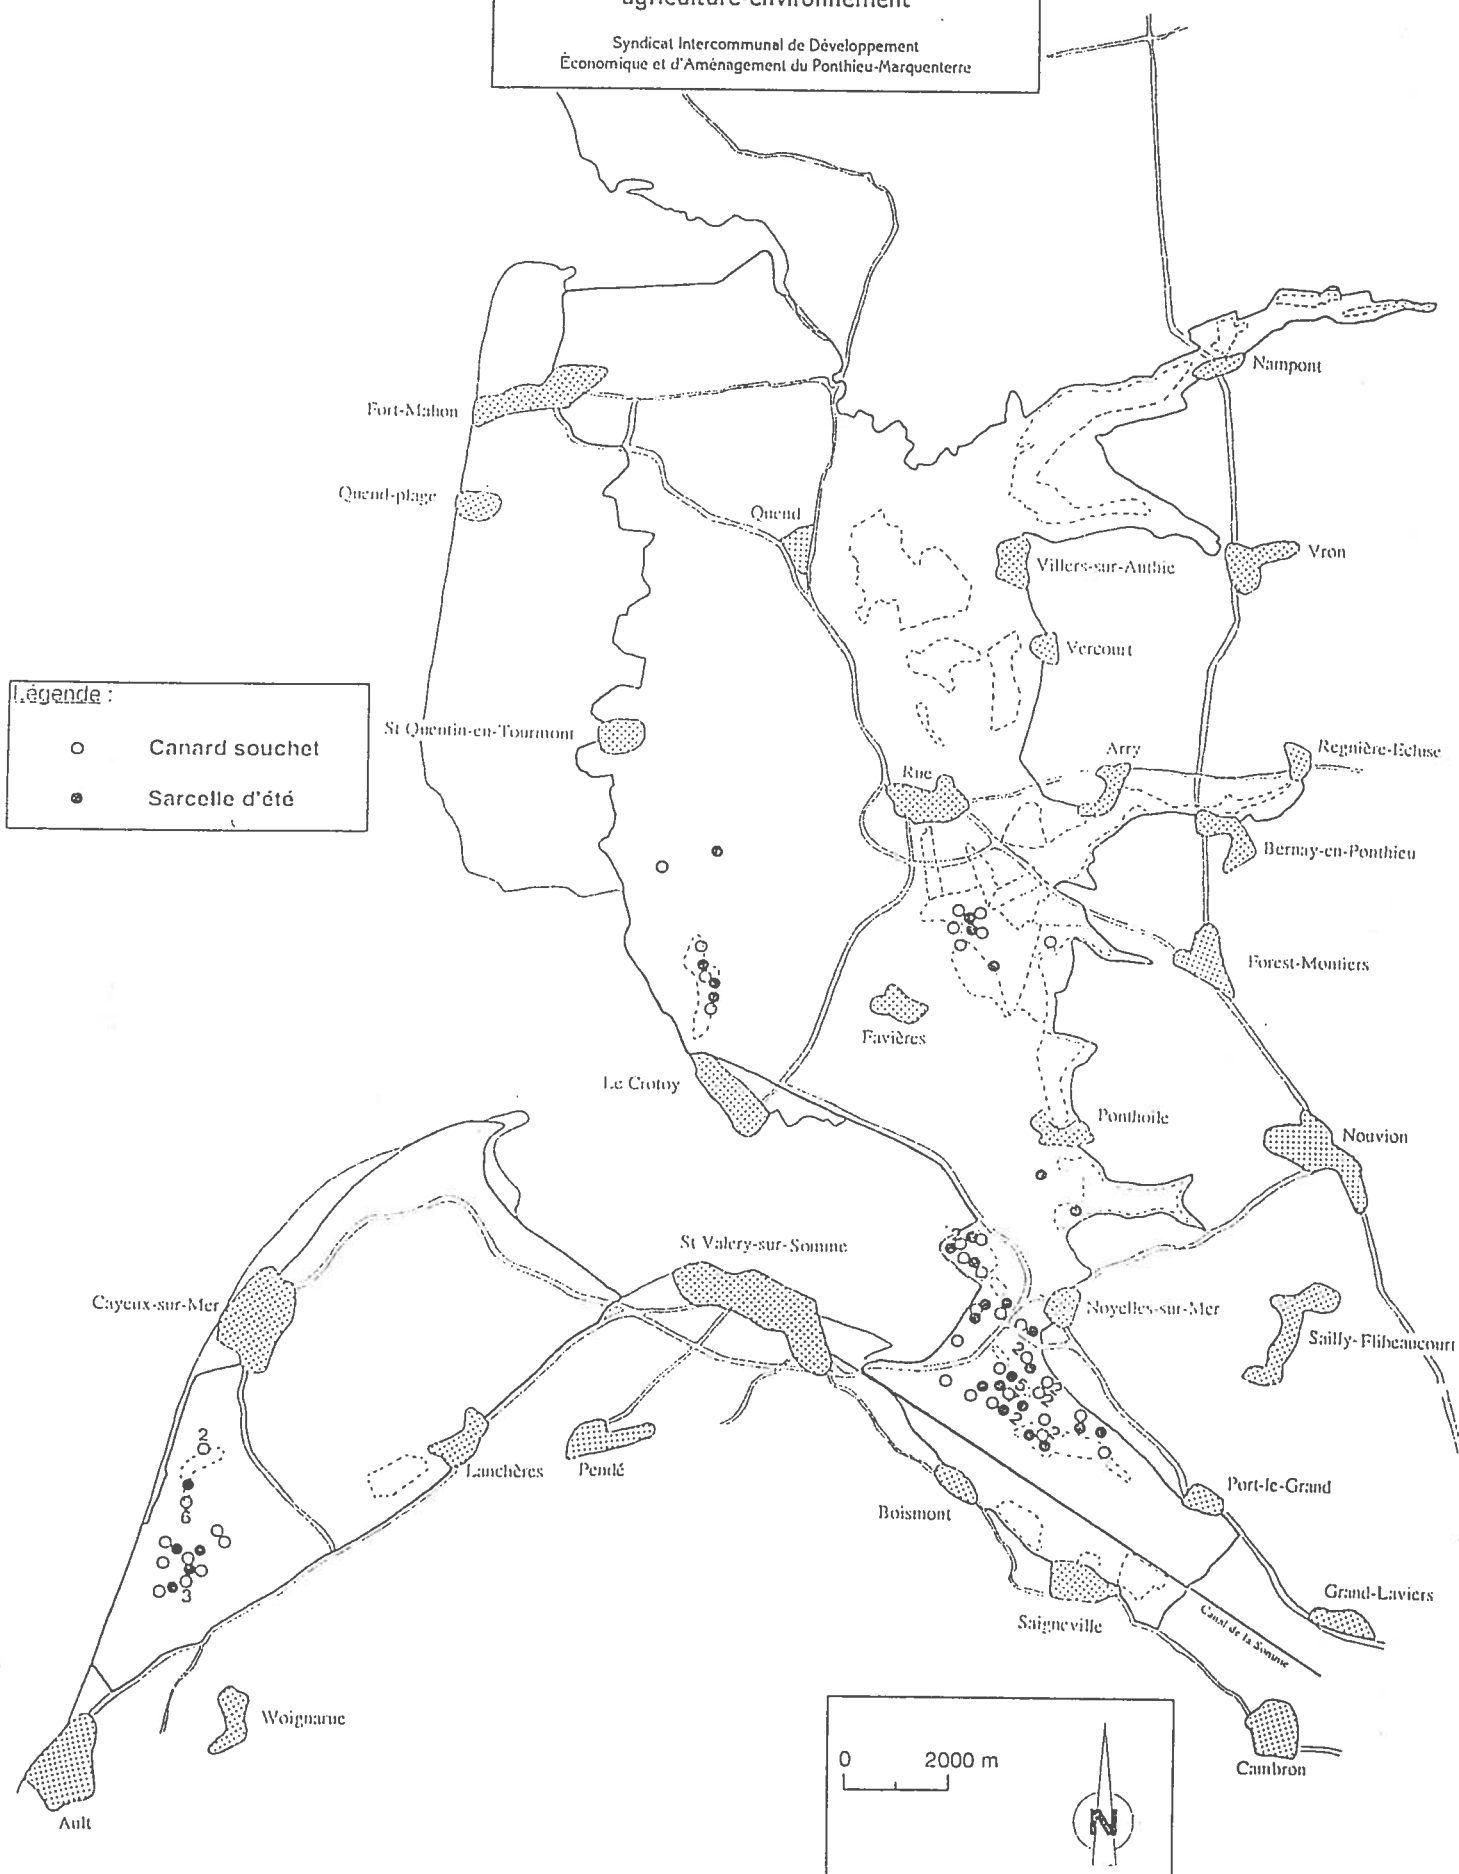 agriculture-environnement
Syndicat Intercommunal de Développement
Économique et d'Aménagement du Ponthieu-Marquenterre
Nampont
Fort-Mahon
Quend-plage
Quend
Villers-sur-Authie
Vron
Vercourt
Légende :
Canard souchet
Sarcelle d'été
St Quentin-en-Tourmont
Rue
Arry
Regnière-Ecluse
Bernay-en-Ponthieu
Forest-Montiers
Favières
Le Crotoy
Ponthoile
Nouvion
St Valery-sur-Somme
Cayeux-sur-Mer
Noyelles-sur-Mer
Sailly-Flibeaucourt
2
2
5
2
2
2
Lanchères
Pendé
Port-le-Grand
Boismont
6
3
Grand-Laviers
Saigneville
Canal de la Somme
Woignarue
0 2000 m
Cambron
N
Ault